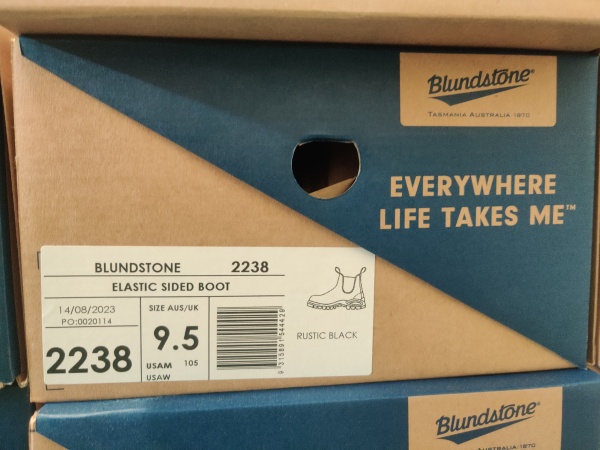 Blundstone®
TASMANIA AUSTRALIA 1870
EVERYWHERE
LIFE TAKES ME™
BLUNDSTONE 2238
ELASTIC SIDED BOOT
14/08/2023
PO:0020114
2238
SIZE AUS/UK
9.5
USAM 105
USAW
RUSTIC BLACK
Blundstone®
AUSTRALIA 1870